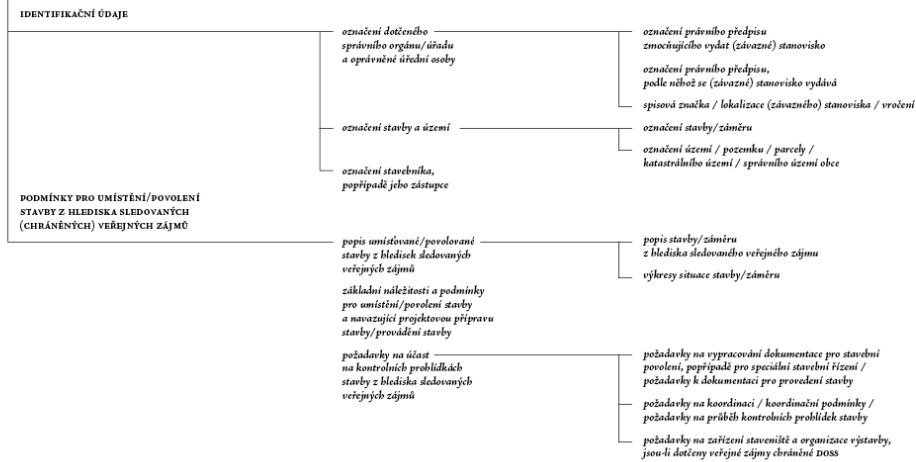 IDENTIFIKAČNÍ ÚDAJE
označení dotčeného
správního orgánu/úřadu
a oprávněné úřední osoby
označení právního předpisu
zmocňujícího vydat (závazné) stanovisko
označení právního předpisu,
podle něhož se (závazné) stanovisko vydává
spisová značka / lokalizace (závazného) stanoviska / vročení
označení stavby a území
označení stavby/záměru
označení území / pozemku / parcely /
katastrálního území / správního území obce
označení stavebníka,
popřípadě jeho zástupce
PODMÍNKY PRO UMÍSTĚNÍ/POVOLENÍ
STAVBY Z HLEDISKA SLEDOVANÝCH
(CHRÁNĚNÝCH) VEŘEJNÝCH ZÁJMŮ
popis umísťované/povolované
stavby z hledisek sledovaných
veřejných zájmů
popis stavby/záměru
z hlediska sledovaného veřejného zájmu
výkresy situace stavby/záměru
základní náležitosti a podmínky
pro umístění/povolení stavby
a navazující projektovou přípravu
stavby/provádění stavby
požadavky na účast
na kontrolních prohlídkách
stavby z hlediska sledovaných
veřejných zájmů
požadavky na vypracování dokumentace pro stavební
povolení, popřípadě pro speciální stavební řízení /
požadavky k dokumentaci pro provedení stavby
požadavky na koordinaci / koordinační podmínky /
požadavky na průběh kontrolních prohlídek stavby
požadavky na zařízení staveniště a organizace výstavby,
jsou-li dotčeny veřejné zájmy chráněné DOSS